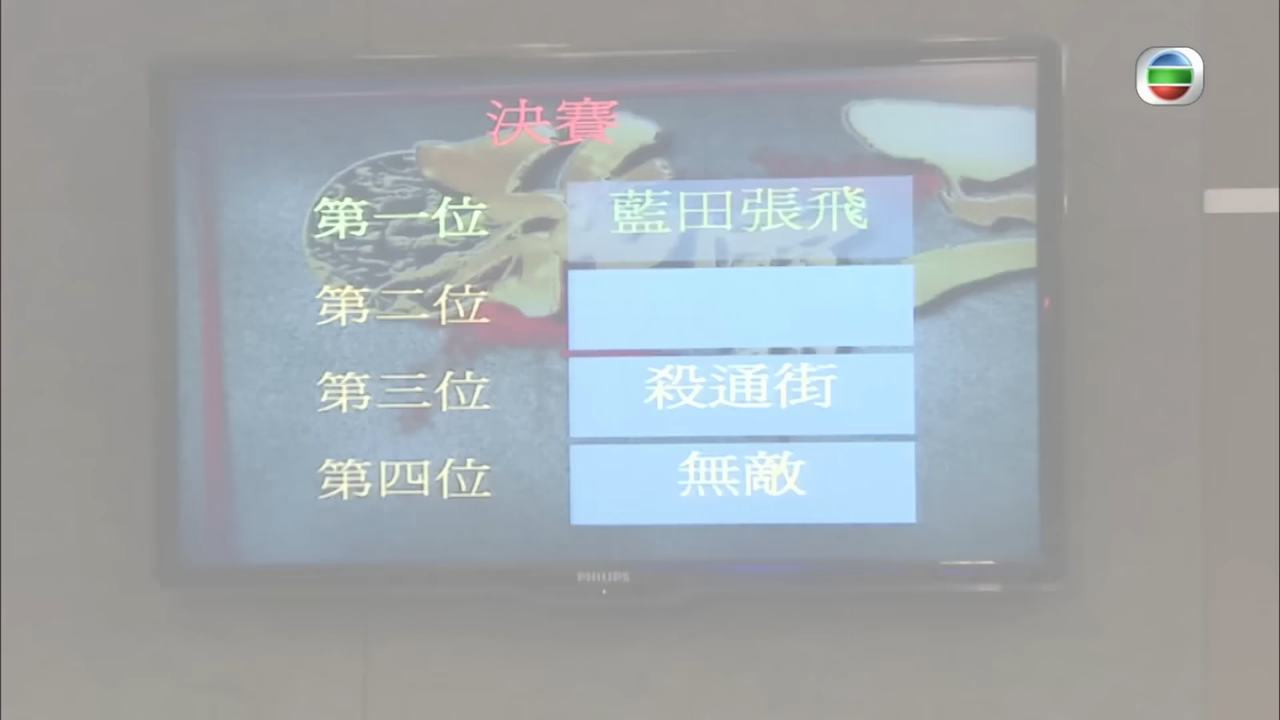 決賽
第一位 藍田張飛
第二位
第三位 殺通街
第四位 無敵
PHILIPS